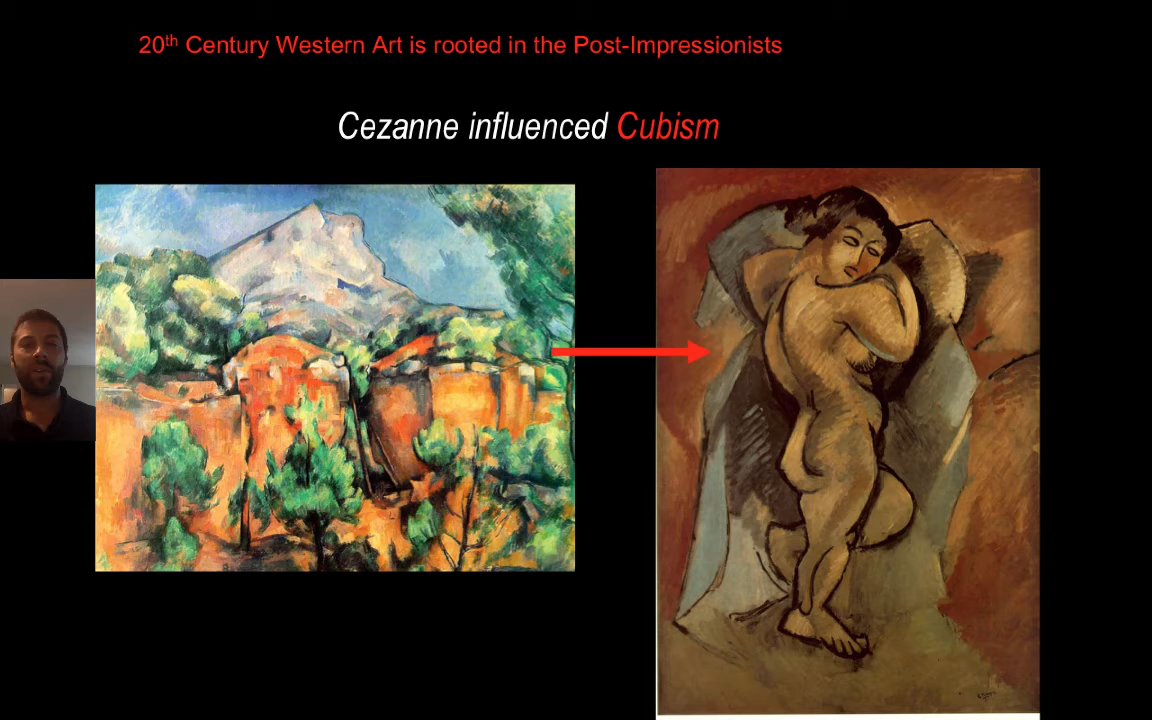 20th Century Western Art is rooted in the Post-Impressionists
Cezanne influenced Cubism